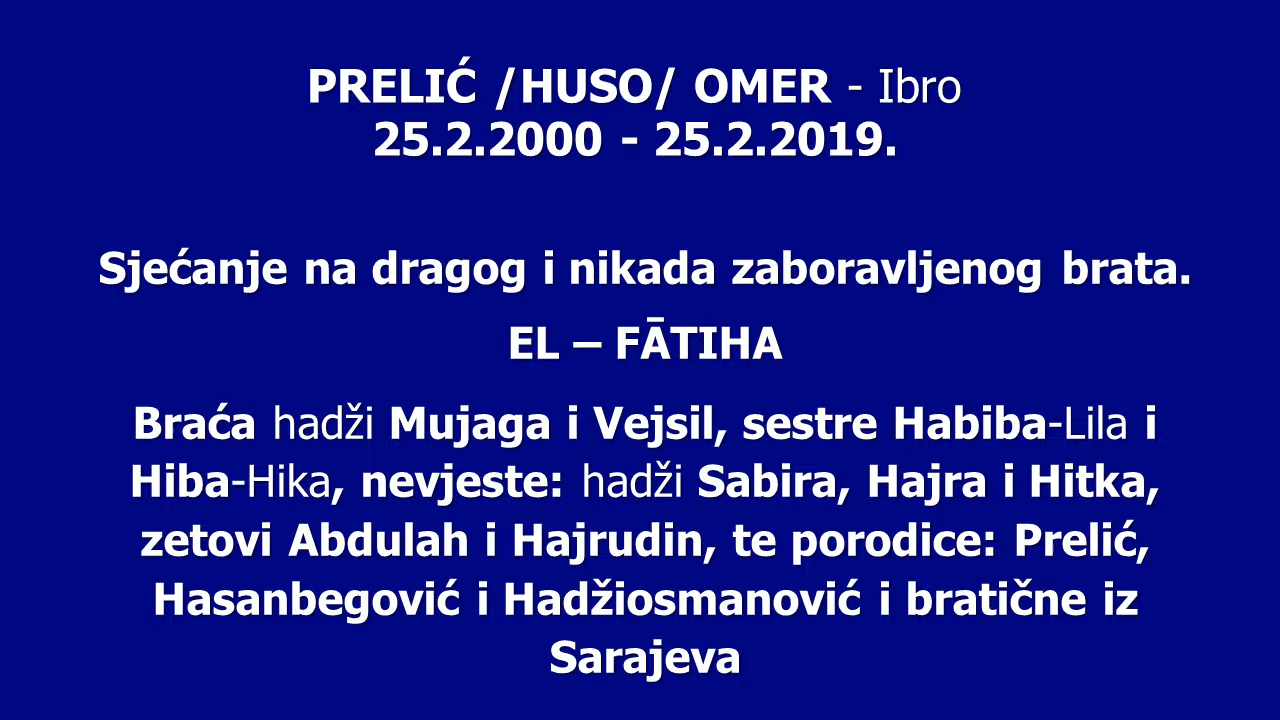 PRELIĆ /HUSO/ OMER - Ibro
25.2.2000 - 25.2.2019.
Sjećanje na dragog i nikada zaboravljenog brata.
EL – FĀTIHA
Braća hadži Mujaga i Vejsil, sestre Habiba-Lila i
Hiba-Hika, nevjeste: hadži Sabira, Hajra i Hitka,
zetovi Abdulah i Hajrudin, te porodice: Prelić,
Hasanbegović i Hadžiosmanović i bratične iz
Sarajeva